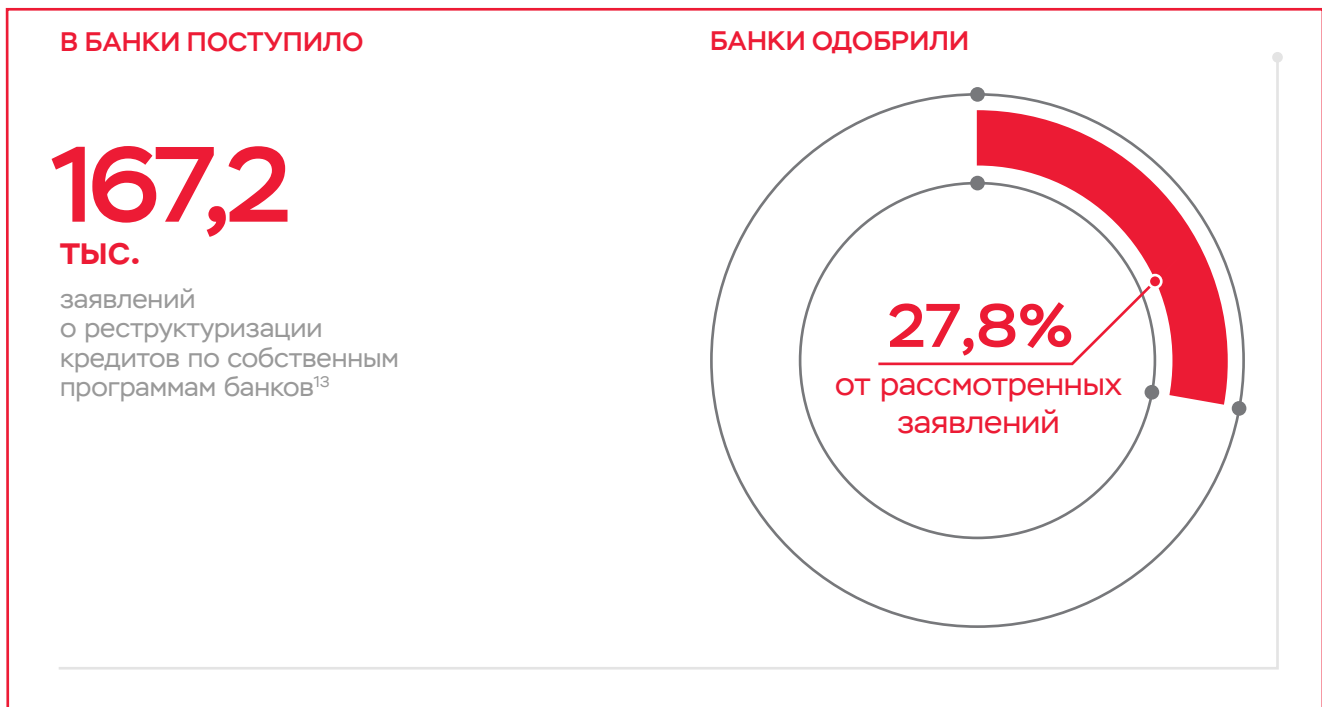 В БАНКИ ПОСТУПИЛО
167,2
тыс.
заявлений
о реструктуризации
кредитов по собственным
программам банков¹³
БАНКИ ОДОБРИЛИ
27,8%
от рассмотренных
заявлений